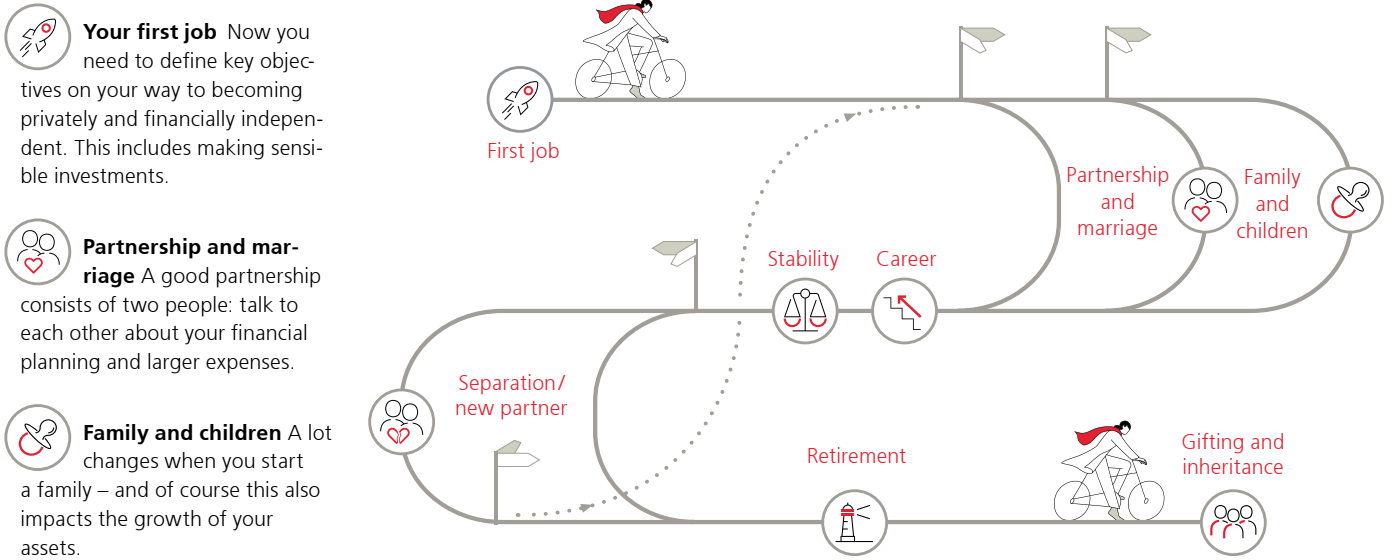 Your first job Now you
need to define key objec-
tives on your way to becoming
privately and financially indepen-
dent. This includes making sensi-
ble investments.
Partnership and mar-
riage A good partnership
consists of two people: talk to
each other about your financial
planning and larger expenses.
Family and children A lot
changes when you start
a family – and of course this also
impacts the growth of your
assets.
First job
Partnership
and
marriage
Family
and
children
Stability
Career
Separation/
new partner
Retirement
Gifting and
inheritance